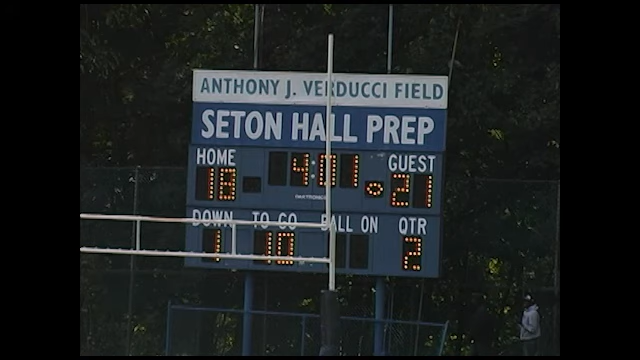 ANTHONY J. VERDUCCI FIELD
SETON HALL PREP
HOME 4:01 GUEST
18 21
DOWN TO GO BALL ON QTR
1 10 2